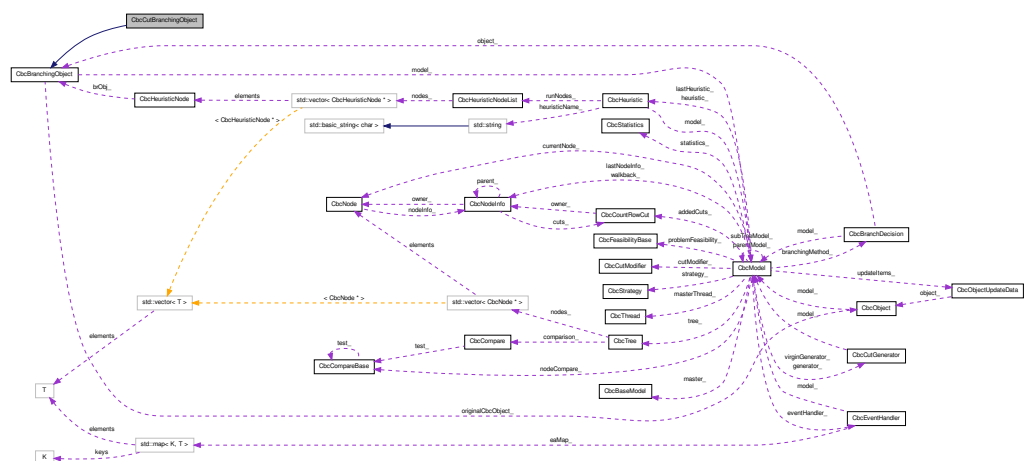 CbcCutBranchingObject
object_
CbcBranchingObject
model_
brObj_
CbcHeuristicNode
elements
std::vector< CbcHeuristicNode * >
nodes_
CbcHeuristicNodeList
runNodes_
CbcHeuristic
lastHeuristic_
heuristic_
heuristicName_
< CbcHeuristicNode * >
std::basic_string< char >
std::string
CbcStatistics
model_
statistics_
currentNode_
lastNodeInfo_
walkback_
parent_
CbcNode
owner_
nodeInfo_
CbcNodeInfo
owner_
cuts_
CbcCountRowCut
addedCuts_
CbcFeasibilityBase
problemFeasibility_
subTreeModel_
parentModel_
model_
branchingMethod_
CbcBranchDecision
elements
CbcCutModifier
cutModifier_
CbcModel
updateItems_
strategy_
CbcStrategy
CbcObjectUpdateData
object_
model_
CbcObject
std::vector< T >
< CbcNode * >
std::vector< CbcNode * >
nodes_
masterThread_
CbcThread
model_
tree_
CbcTree
comparison_
CbcCompare
test_
test_
CbcCompareBase
nodeCompare_
elements
virginGenerator_
generator_
CbcCutGenerator
model_
T
master_
CbcBaseModel
originalCbcObject_
eventHandler_
CbcEventHandler
elements
std::map< K, T >
eaMap_
keys
K